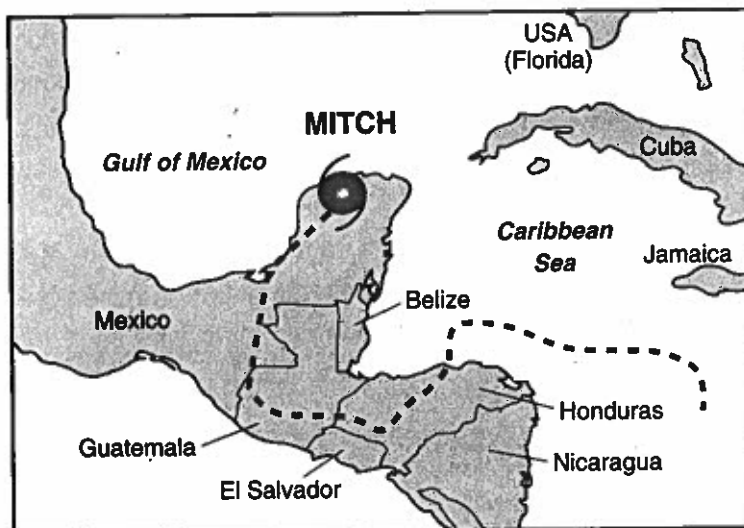 USA
(Florida)
MITCH
Gulf of Mexico
Cuba
Caribbean
Sea
Jamaica
Belize
Mexico
Honduras
Guatemala
Nicaragua
El Salvador